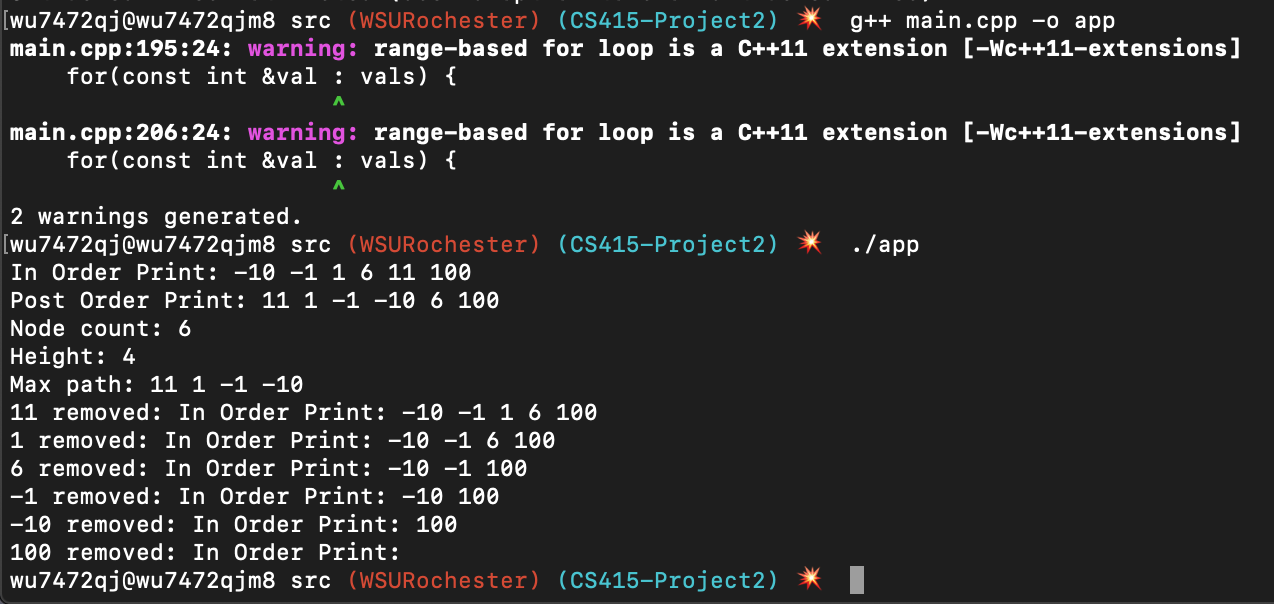 [wu7472qj@wu7472qjm8 src (WSURochester) (CS415-Project2) 💥 g++ main.cpp -o app
main.cpp:195:24: warning: range-based for loop is a C++11 extension [-Wc++11-extensions]
    for(const int &val : vals) {
                       ^
main.cpp:206:24: warning: range-based for loop is a C++11 extension [-Wc++11-extensions]
    for(const int &val : vals) {
                       ^
2 warnings generated.
[wu7472qj@wu7472qjm8 src (WSURochester) (CS415-Project2) 💥 ./app
In Order Print: -10 -1 1 6 11 100
Post Order Print: 11 1 -1 -10 6 100
Node count: 6
Height: 4
Max path: 11 1 -1 -10
11 removed: In Order Print: -10 -1 1 6 100
1 removed: In Order Print: -10 -1 6 100
6 removed: In Order Print: -10 -1 100
-1 removed: In Order Print: -10 100
-10 removed: In Order Print: 100
100 removed: In Order Print:
wu7472qj@wu7472qjm8 src (WSURochester) (CS415-Project2) 💥